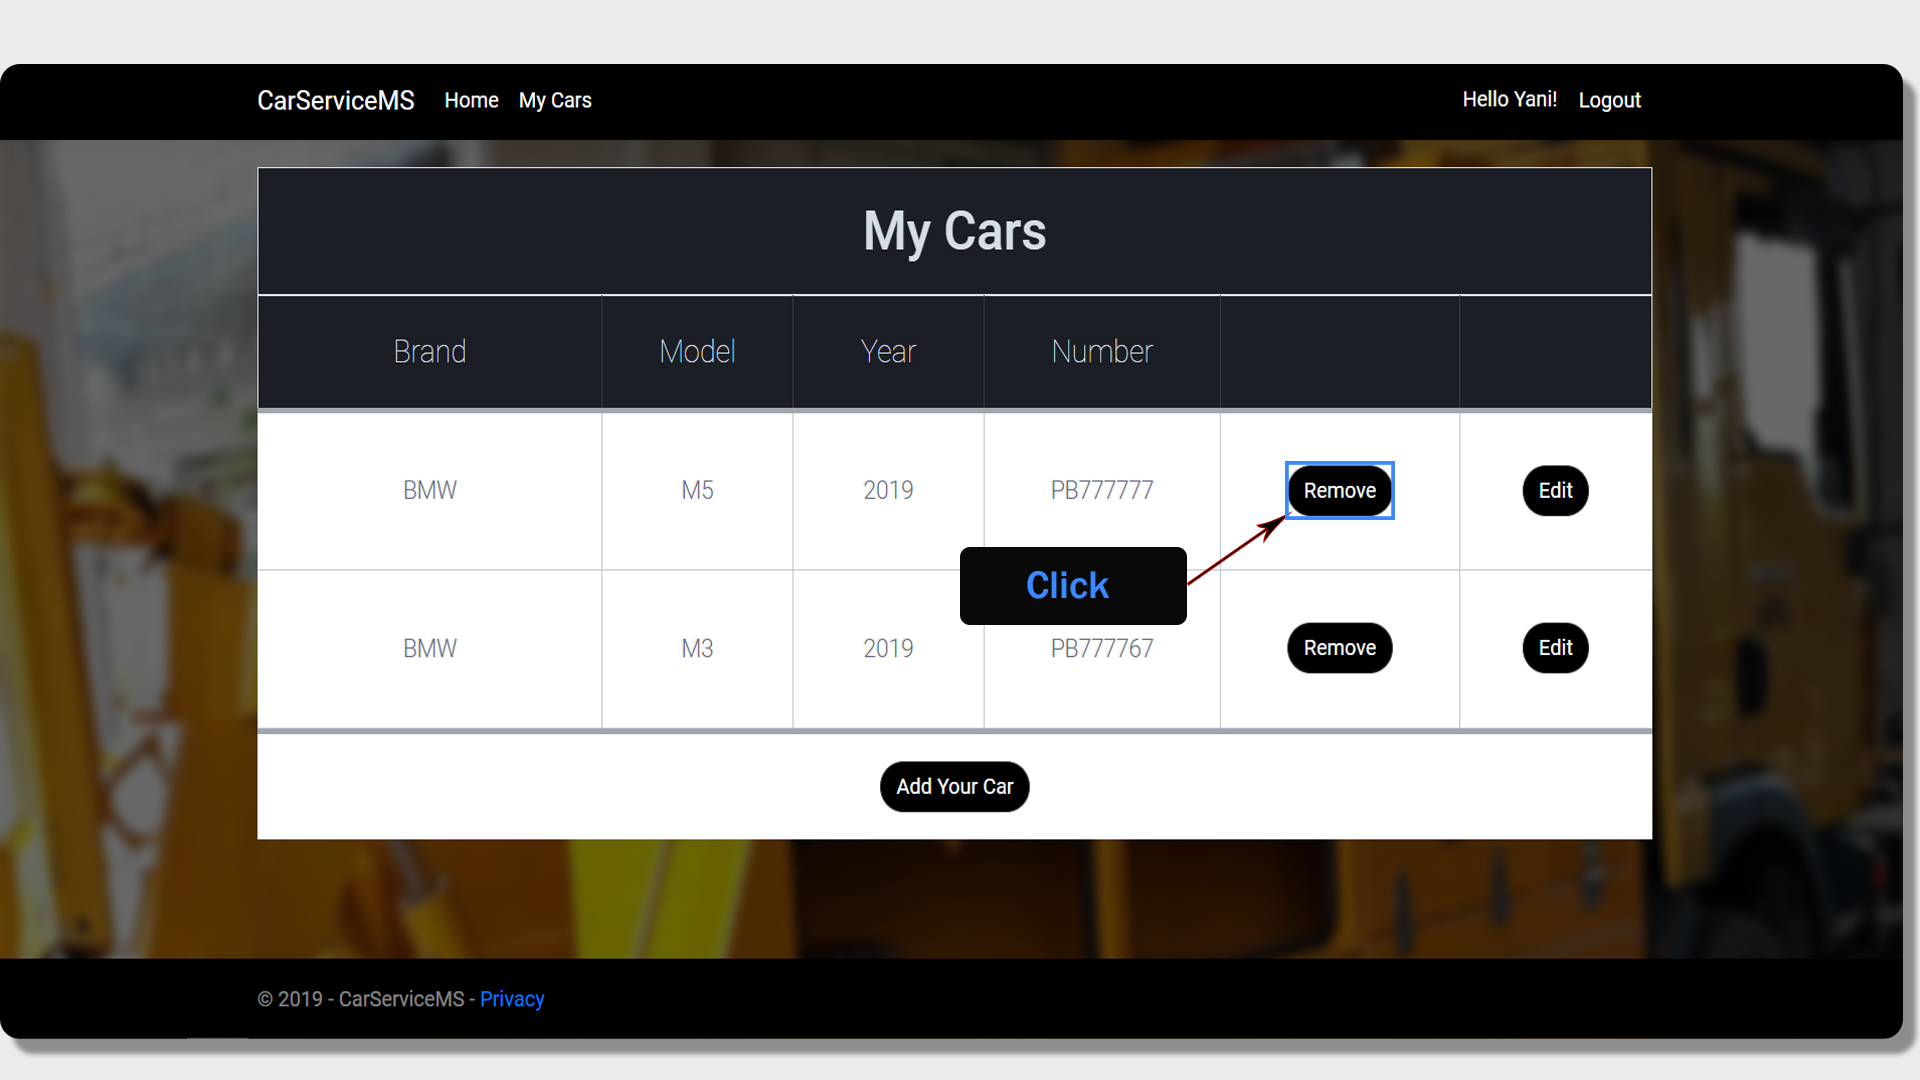 CarServiceMS Home My Cars Hello Yani! Logout
My Cars
Brand Model Year Number
BMW M5 2019 PB777777 Remove Edit
Click
BMW M3 2019 PB777767 Remove Edit
Add Your Car
© 2019 - CarServiceMS - Privacy